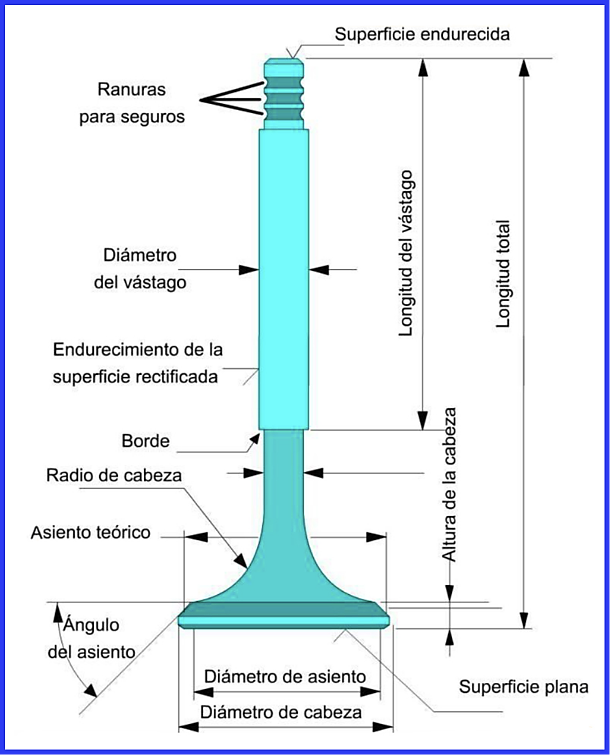 Superficie endurecida
Ranuras
para seguros
Longitud del vástago
Longitud total
Diámetro
del vástago
Endurecimiento de la
superficie rectificada
Borde
Altura de la cabeza
Radio de cabeza
Asiento teórico
Ángulo
del asiento
Diámetro de asiento
Superficie plana
Diámetro de cabeza